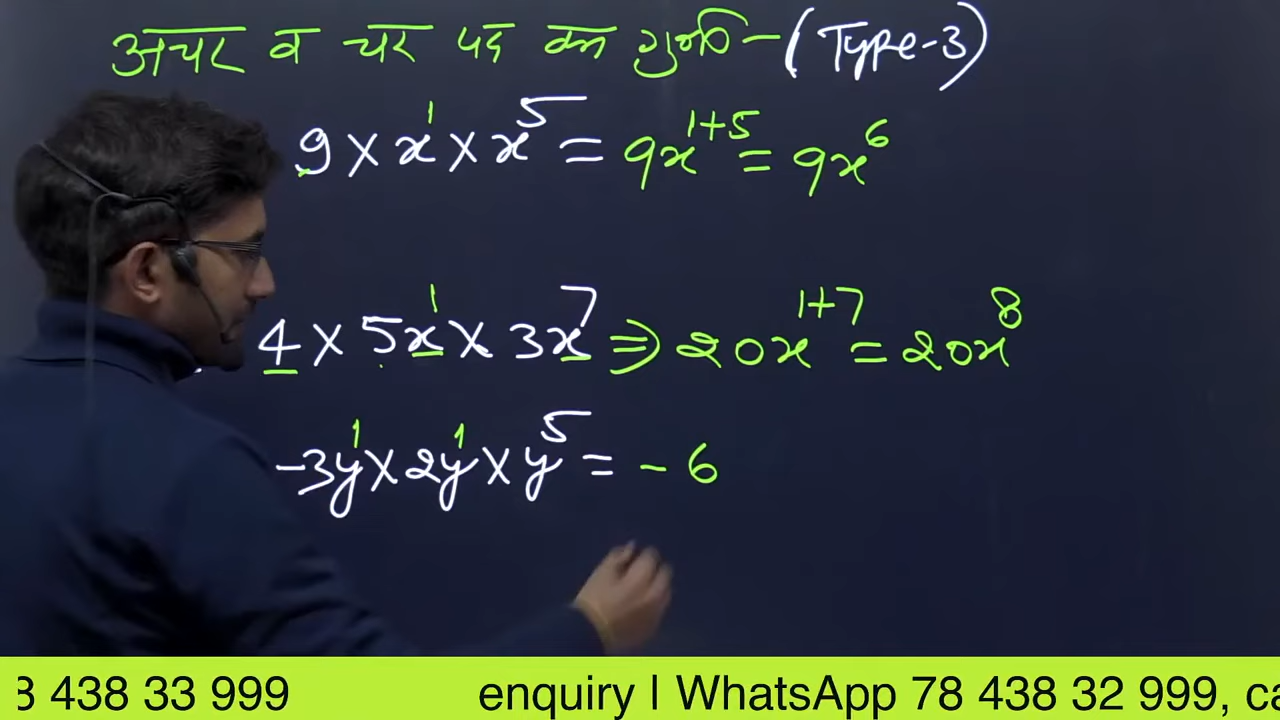 अचर व चर पद का गुणा - (Type-3)
9 × x¹ × x⁵ = 9x¹⁺⁵ = 9x⁶
4 × 5x¹ × 3x⁷ ⇒ 20x¹⁺⁷ = 20x⁸
-3y¹ × 2y¹ × y⁵ = - 6
3 438 33 999 enquiry | WhatsApp 78 438 32 999, ca